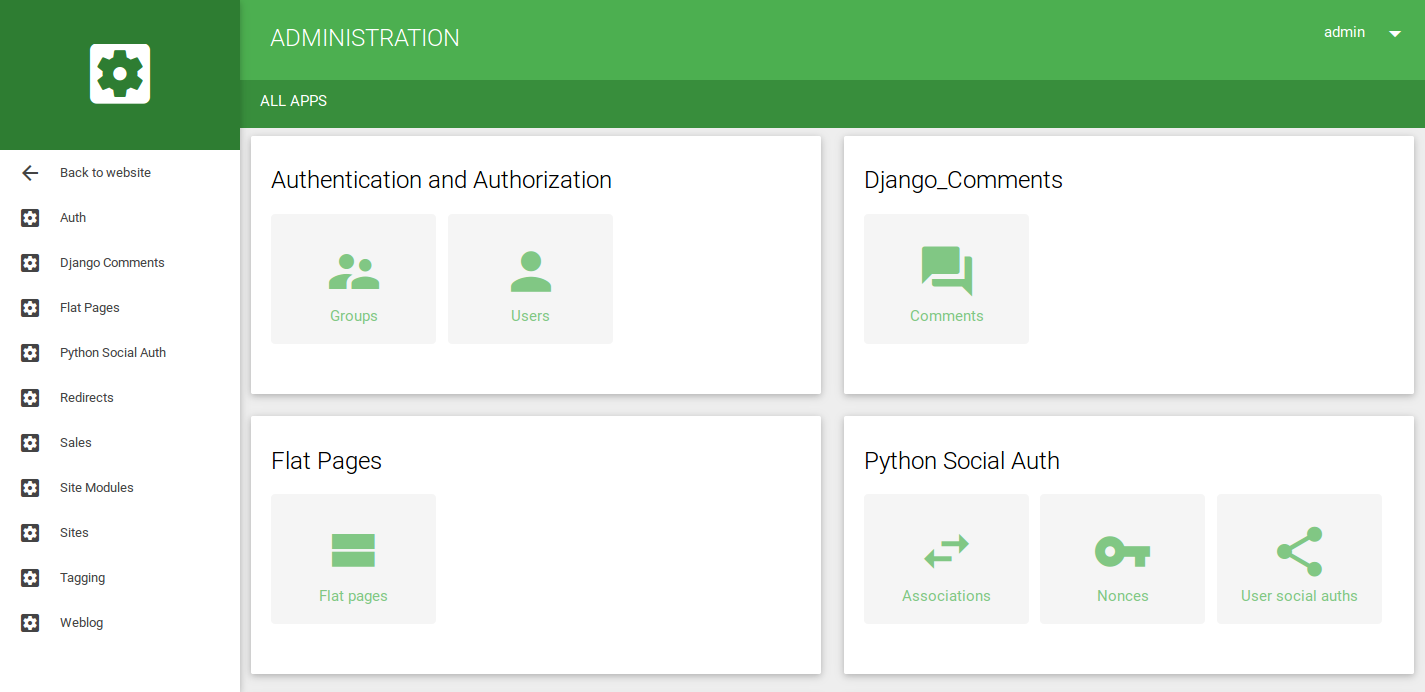 ADMINISTRATION
admin
ALL APPS
Back to website
Auth
Django Comments
Flat Pages
Python Social Auth
Redirects
Sales
Site Modules
Sites
Tagging
Weblog
Authentication and Authorization
Groups
Users
Django_Comments
Comments
Flat Pages
Flat pages
Python Social Auth
Associations
Nonces
User social auths